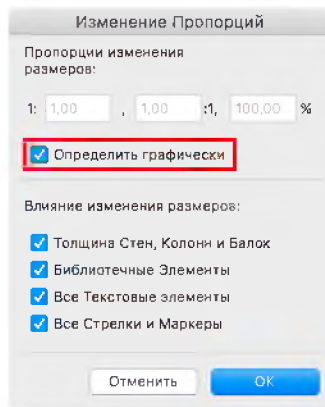 Изменение Пропорций
Пропорции изменения
размеров:
1: 1,00 , 1,00 :1, 100,00 %
Определить графически
Влияние изменения размеров:
Толщина Стен, Колонн и Балок
Библиотечные Элементы
Все Текстовые элементы
Все Стрелки и Маркеры
Отменить OK